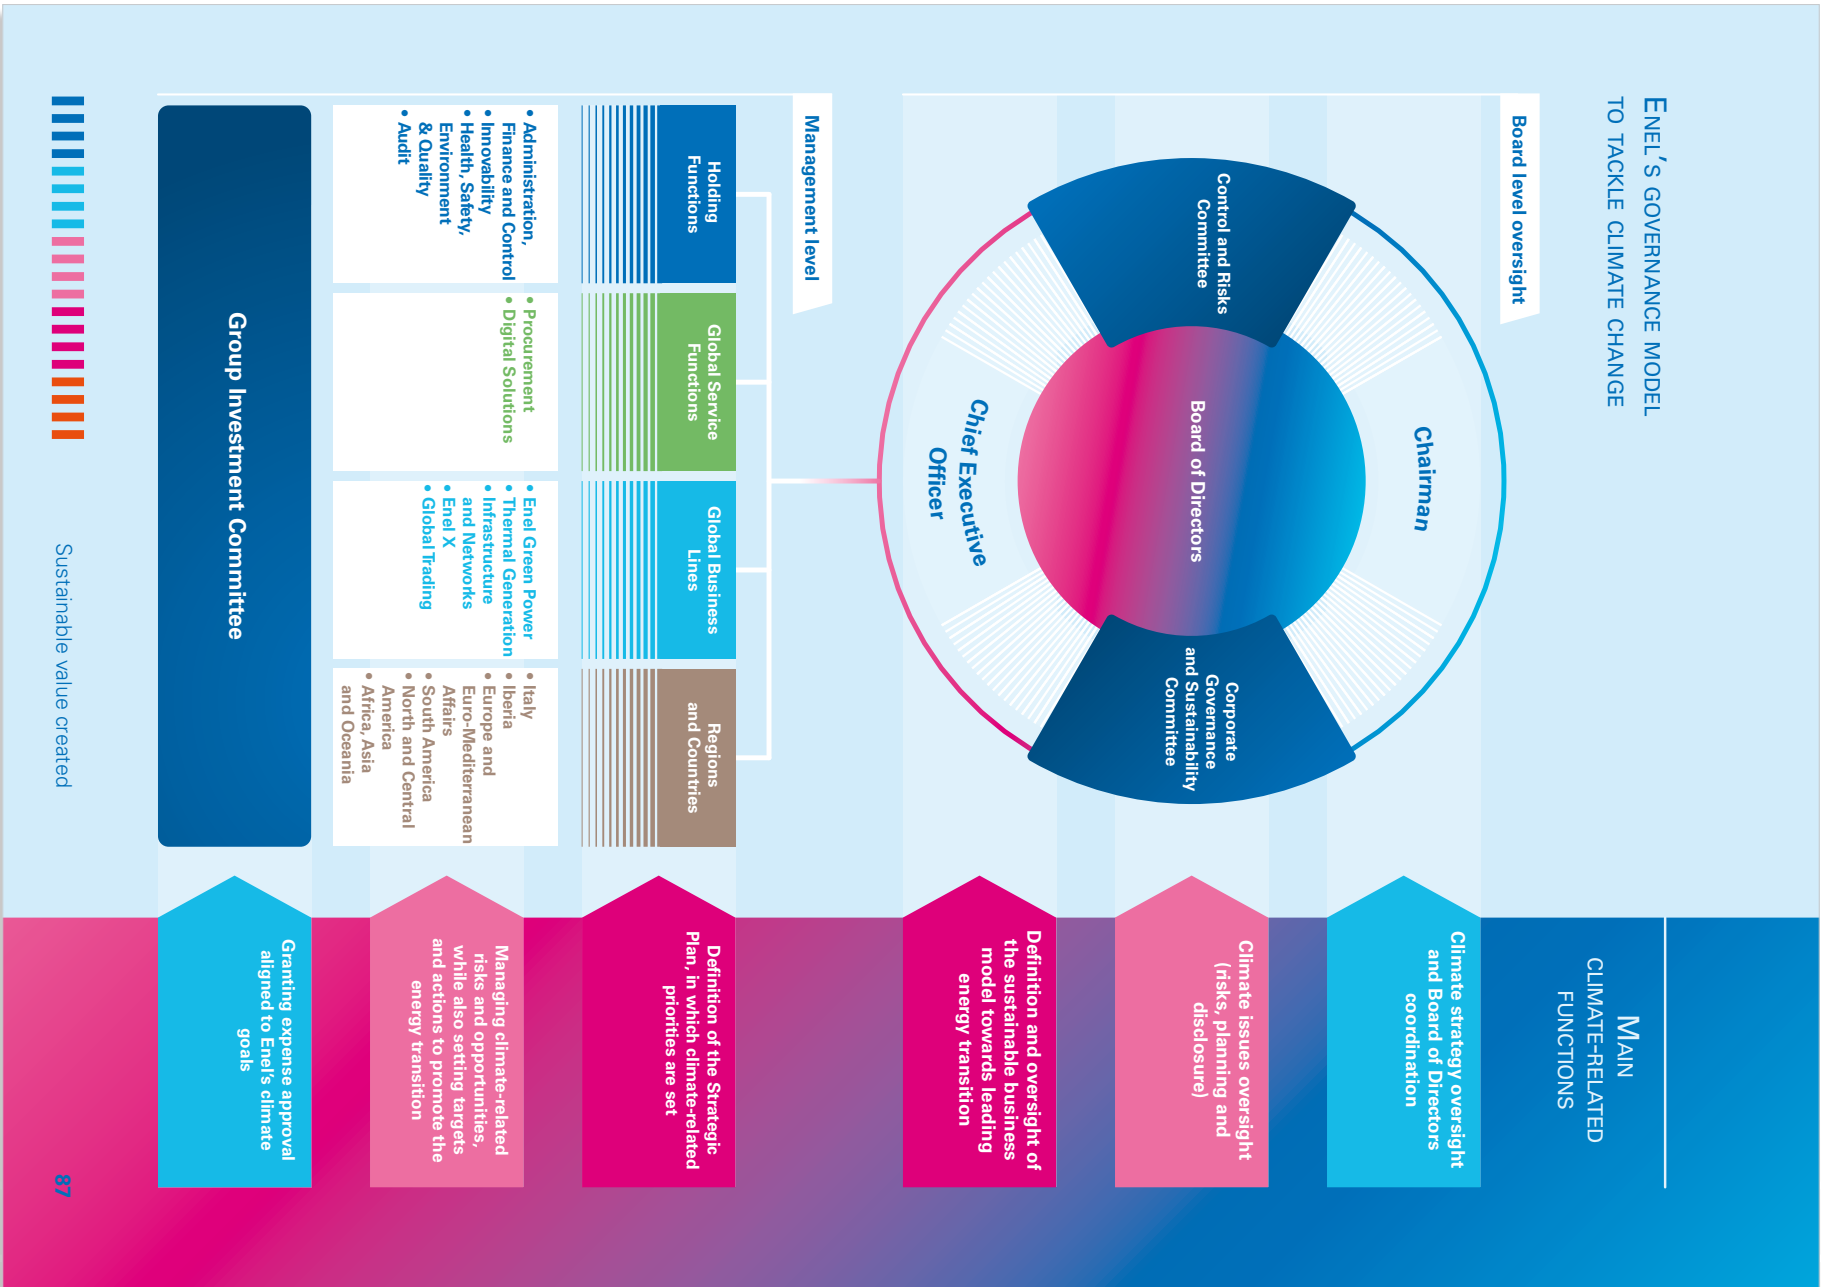 ENEL'S GOVERNANCE MODEL
TO TACKLE CLIMATE CHANGE
MAIN
CLIMATE-RELATED
FUNCTIONS
Board level oversight
Chairman
Control and Risks
Committee
Board of Directors
Corporate
Governance
and Sustainability
Committee
Chief Executive
Officer
Climate strategy oversight
and Board of Directors
coordination
Climate issues oversight
(risks, planning and
disclosure)
Definition and oversight of
the sustainable business
model towards leading
energy transition
Management level
Holding
Functions
Global Service
Functions
Global Business
Lines
Regions
and Countries
Definition of the Strategic
Plan, in which climate-related
priorities are set
• Administration,
Finance and Control
• Innovability
• Health, Safety,
Environment
& Quality
• Audit
• Procurement
• Digital Solutions
• Enel Green Power
• Thermal Generation
• Infrastructure
and Networks
• Enel X
• Global Trading
• Italy
• Iberia
• Europe and
Euro-Mediterranean
Affairs
• South America
• North and Central
America
• Africa, Asia
and Oceania
Managing climate-related
risks and opportunities,
while also setting targets
and actions to promote the
energy transition
Group Investment Committee
Granting expense approval
aligned to Enel's climate
goals
Sustainable value created
87